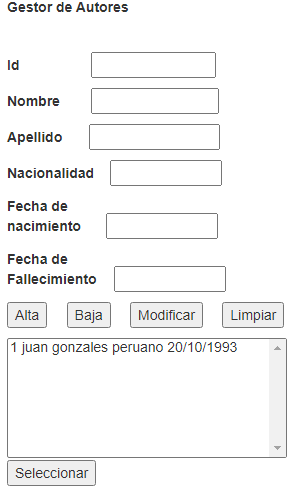 Gestor de Autores
Id
Nombre
Apellido
Nacionalidad
Fecha de
nacimiento
Fecha de
Fallecimiento
Alta Baja Modificar Limpiar
1 juan gonzales peruano 20/10/1993
Seleccionar